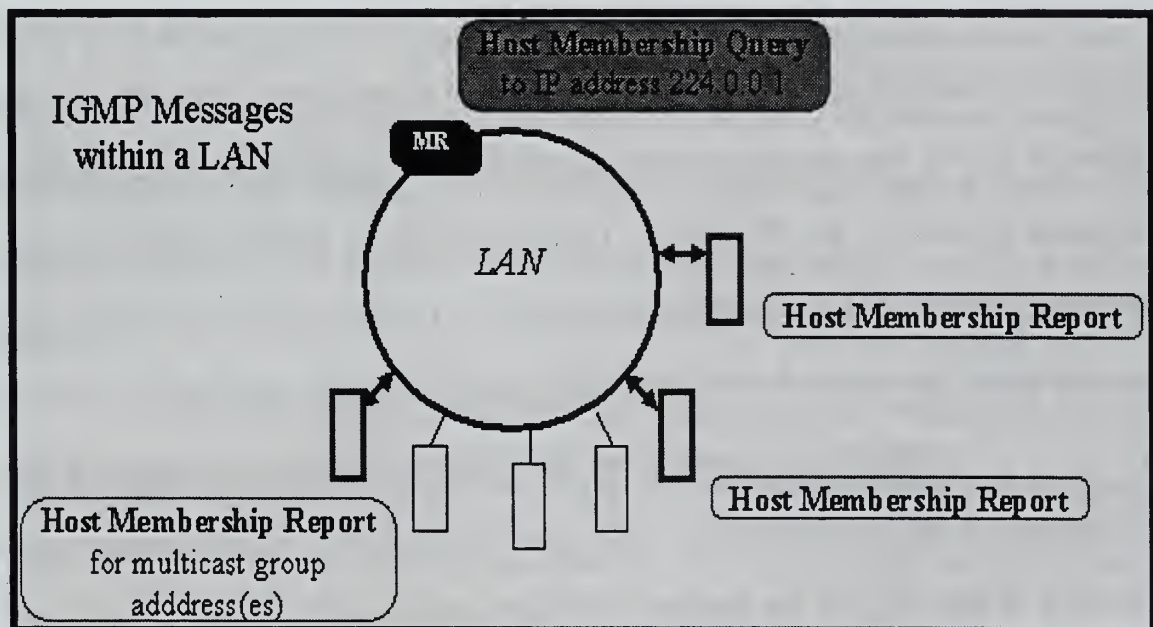 Host Membership Query
to IP address 224.0.0.1
IGMP Messages
within a LAN
MR
LAN
Host Membership Report
Host Membership Report
Host Membership Report
for multicast group
adddress(es)